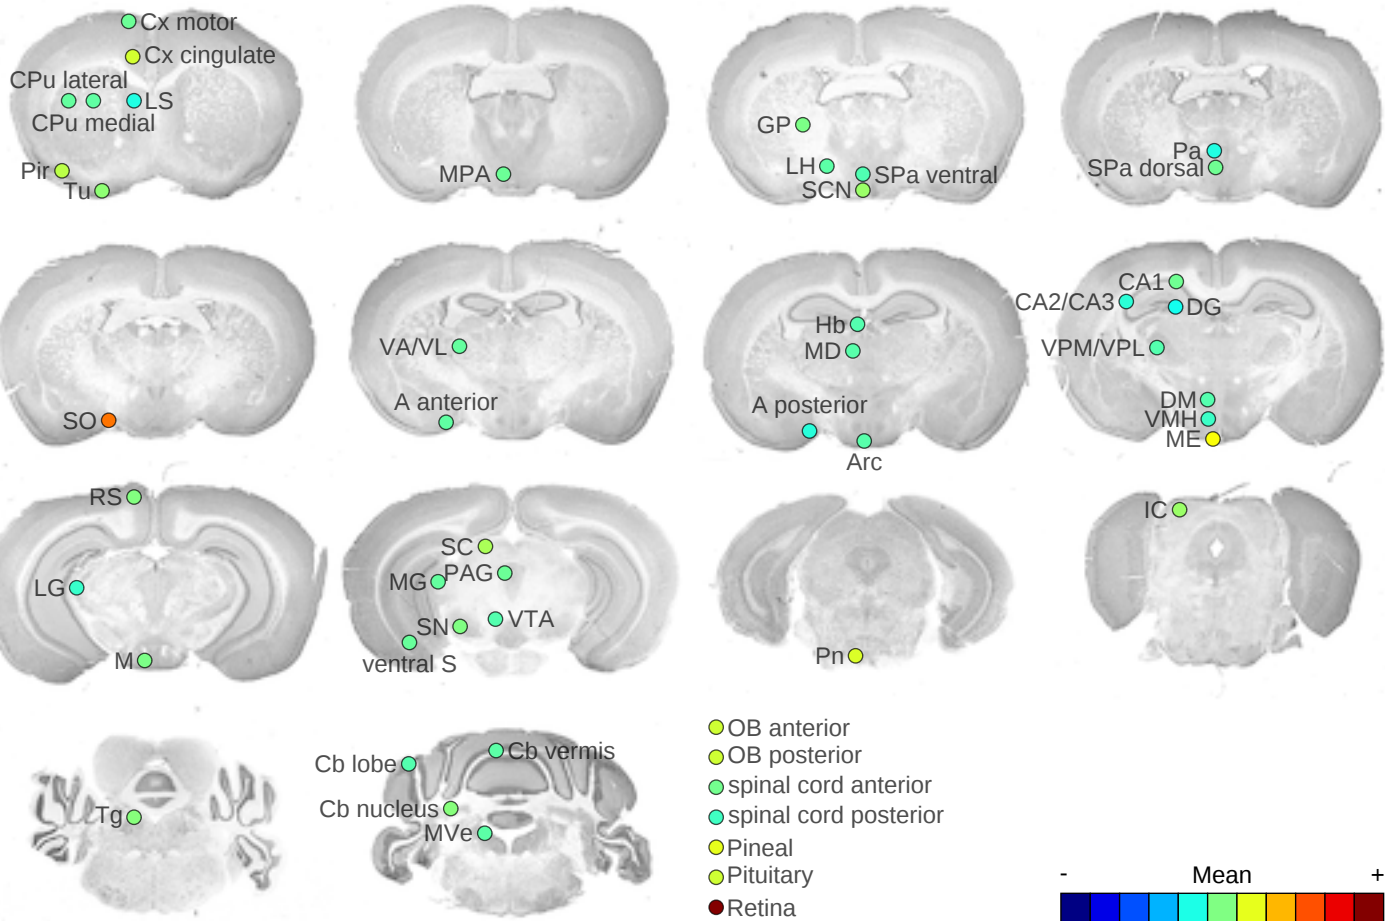 Cx motor
Cx cingulate
CPu lateral
LS
CPu medial
Pir
Tu
MPA
GP
LH
SPa ventral
SCN
Pa
SPa dorsal
SO
VA/VL
A anterior
Hb
MD
A posterior
Arc
CA1
CA2/CA3
DG
VPM/VPL
DM
VMH
ME
RS
LG
M
SC
PAG
MG
VTA
SN
ventral S
Pn
IC
Tg
Cb lobe
Cb vermis
Cb nucleus
MVe
OB anterior
OB posterior
spinal cord anterior
spinal cord posterior
Pineal
Pituitary
Retina
- Mean +